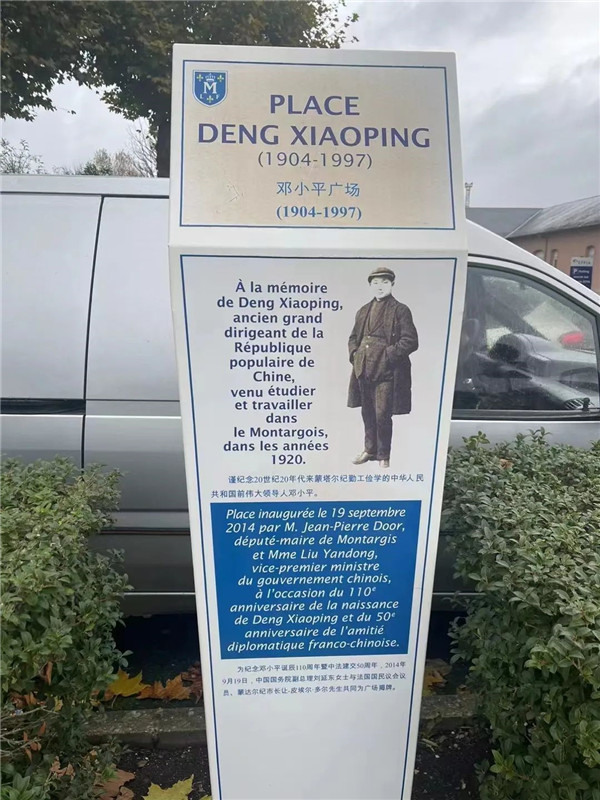 M
L F
PLACE
DENG XIAOPING
(1904-1997)
邓小平广场
(1904-1997)
À la mémoire
de Deng Xiaoping,
ancien grand
dirigeant de la
République
populaire de
Chine,
venu étudier
et travailler
dans
le Montargois,
dans les années
1920.
谨纪念20世纪20年代来蒙塔尔纪勤工俭学的中华人民
共和国前伟大领导人邓小平。
Place inaugurée le 19 septembre
2014 par M. Jean-Pierre Door,
député-maire de Montargis
et Mme Liu Yandong,
vice-premier ministre
du gouvernement chinois,
à l'occasion du 110e
anniversaire de la naissance
de Deng Xiaoping et du 50e
anniversaire de l'amitié
diplomatique franco-chinoise.
为纪念邓小平诞辰110周年暨中法建交50周年，2014年
9月19日，中国国务院副总理刘延东女士与法国国民议会议
员、蒙达尔纪市长让-皮埃尔·多尔先生共同为广场揭牌。